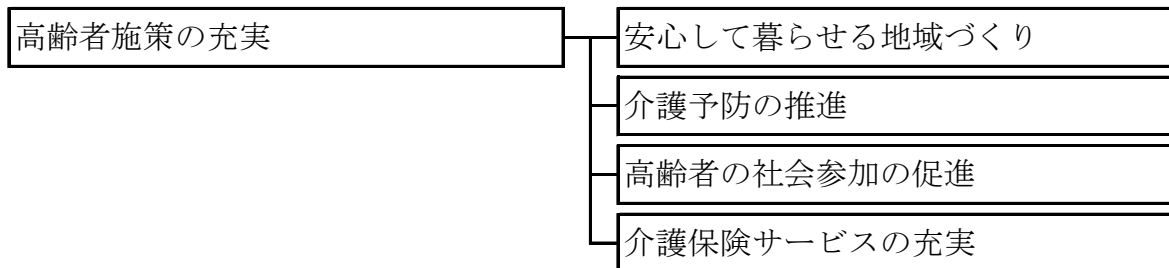 高齢者施策の充実
安心して暮らせる地域づくり
介護予防の推進
高齢者の社会参加の促進
介護保険サービスの充実